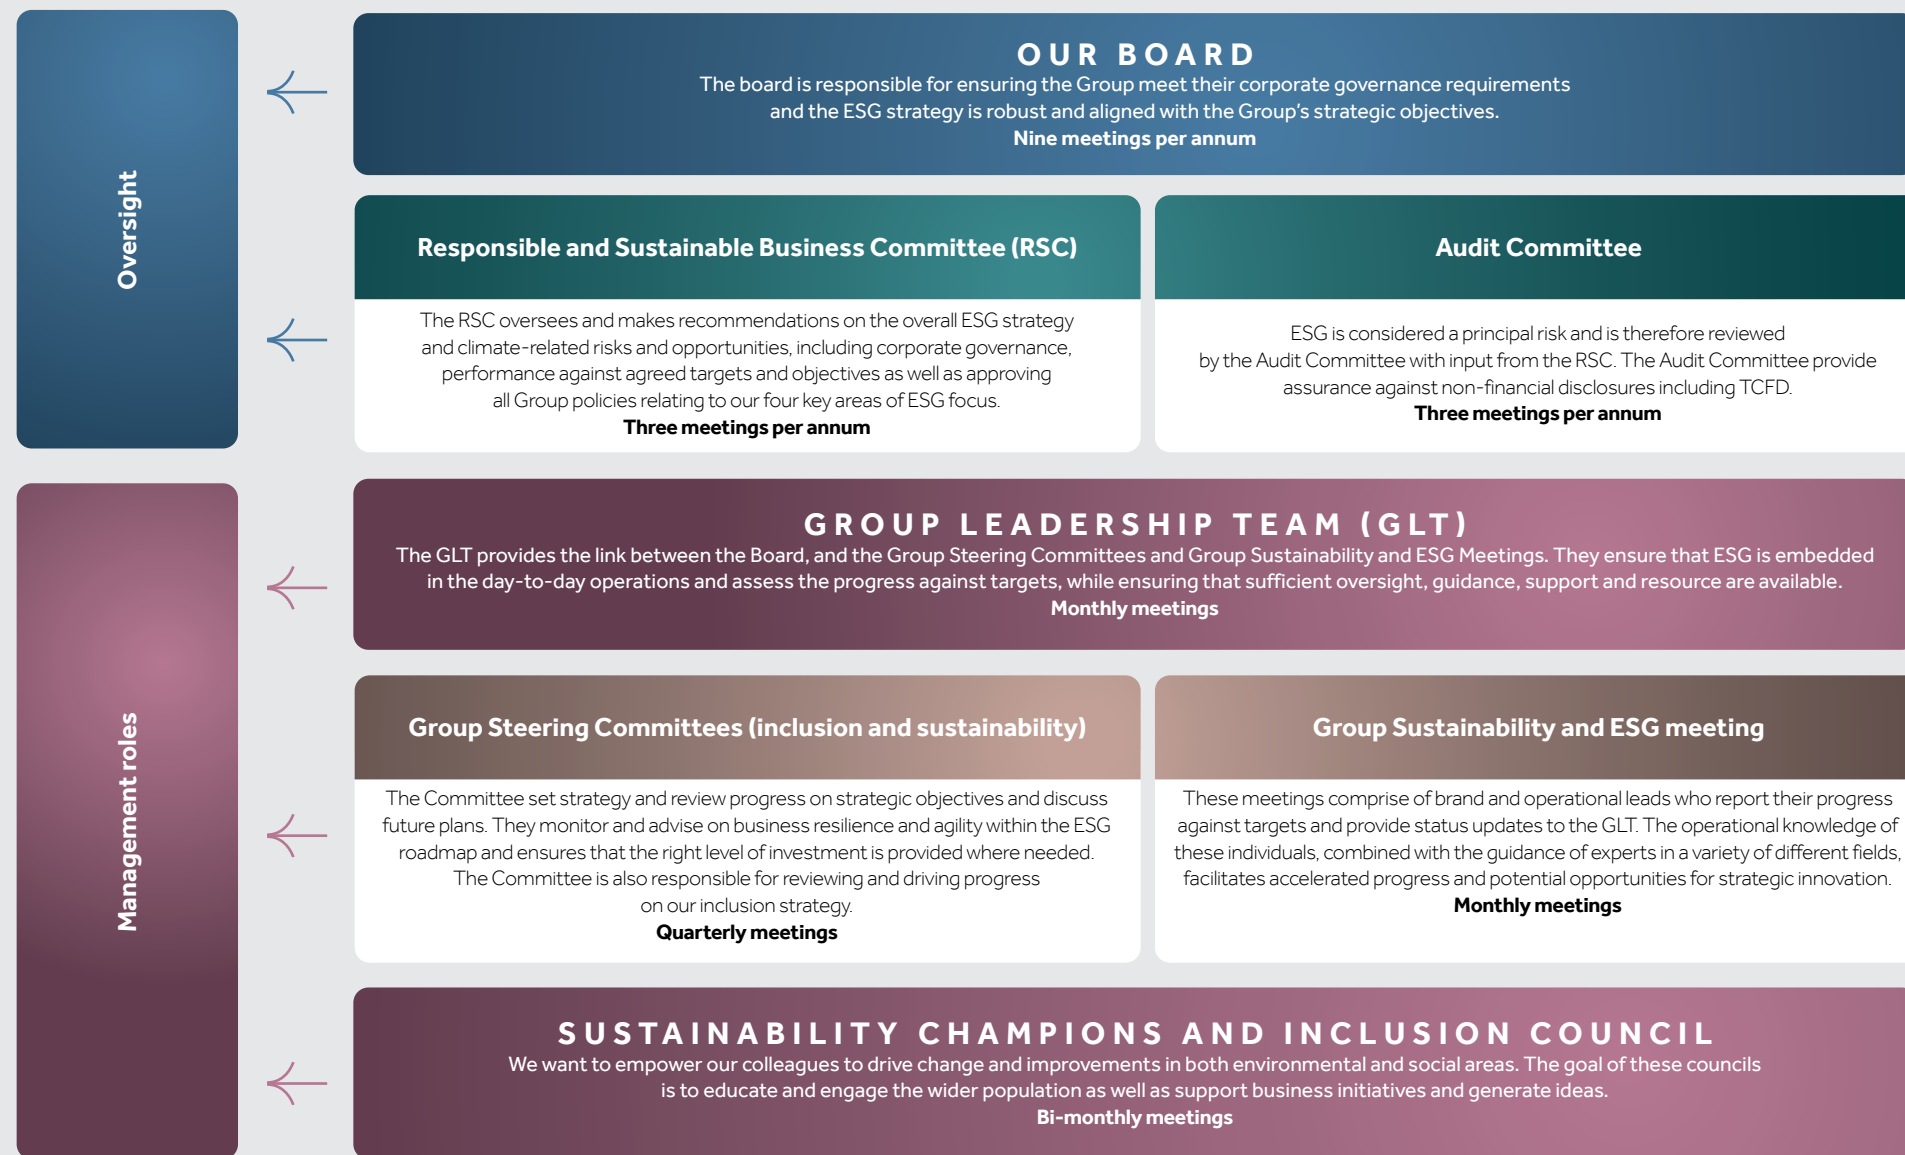 Oversight
OUR BOARD
The board is responsible for ensuring the Group meet their corporate governance requirements
and the ESG strategy is robust and aligned with the Group's strategic objectives.
Nine meetings per annum
Responsible and Sustainable Business Committee (RSC)
The RSC oversees and makes recommendations on the overall ESG strategy
and climate-related risks and opportunities, including corporate governance,
performance against agreed targets and objectives as well as approving
all Group policies relating to our four key areas of ESG focus.
Three meetings per annum
Audit Committee
ESG is considered a principal risk and is therefore reviewed
by the Audit Committee with input from the RSC. The Audit Committee provide
assurance against non-financial disclosures including TCFD.
Three meetings per annum
Management roles
GROUP LEADERSHIP TEAM (GLT)
The GLT provides the link between the Board, and the Group Steering Committees and Group Sustainability and ESG Meetings. They ensure that ESG is embedded
in the day-to-day operations and assess the progress against targets, while ensuring that sufficient oversight, guidance, support and resource are available.
Monthly meetings
Group Steering Committees (inclusion and sustainability)
The Committee set strategy and review progress on strategic objectives and discuss
future plans. They monitor and advise on business resilience and agility within the ESG
roadmap and ensures that the right level of investment is provided where needed.
The Committee is also responsible for reviewing and driving progress
on our inclusion strategy.
Quarterly meetings
Group Sustainability and ESG meeting
These meetings comprise of brand and operational leads who report their progress
against targets and provide status updates to the GLT. The operational knowledge of
these individuals, combined with the guidance of experts in a variety of different fields,
facilitates accelerated progress and potential opportunities for strategic innovation.
Monthly meetings
SUSTAINABILITY CHAMPIONS AND INCLUSION COUNCIL
We want to empower our colleagues to drive change and improvements in both environmental and social areas. The goal of these councils
is to educate and engage the wider population as well as support business initiatives and generate ideas.
Bi-monthly meetings